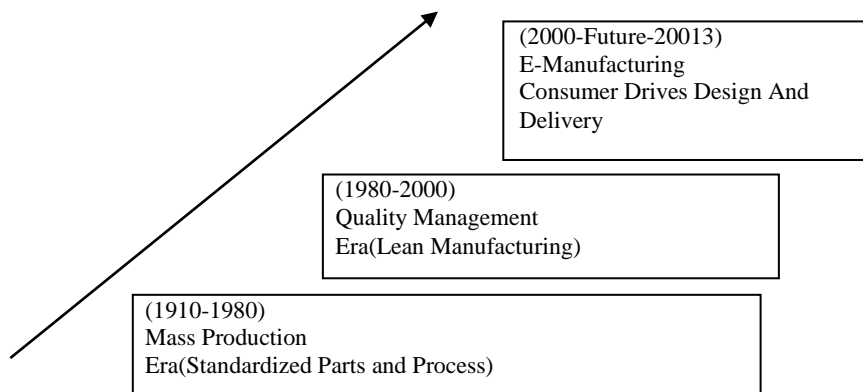 (2000-Future-20013)
E-Manufacturing
Consumer Drives Design And
Delivery
(1980-2000)
Quality Management
Era(Lean Manufacturing)
(1910-1980)
Mass Production
Era(Standardized Parts and Process)